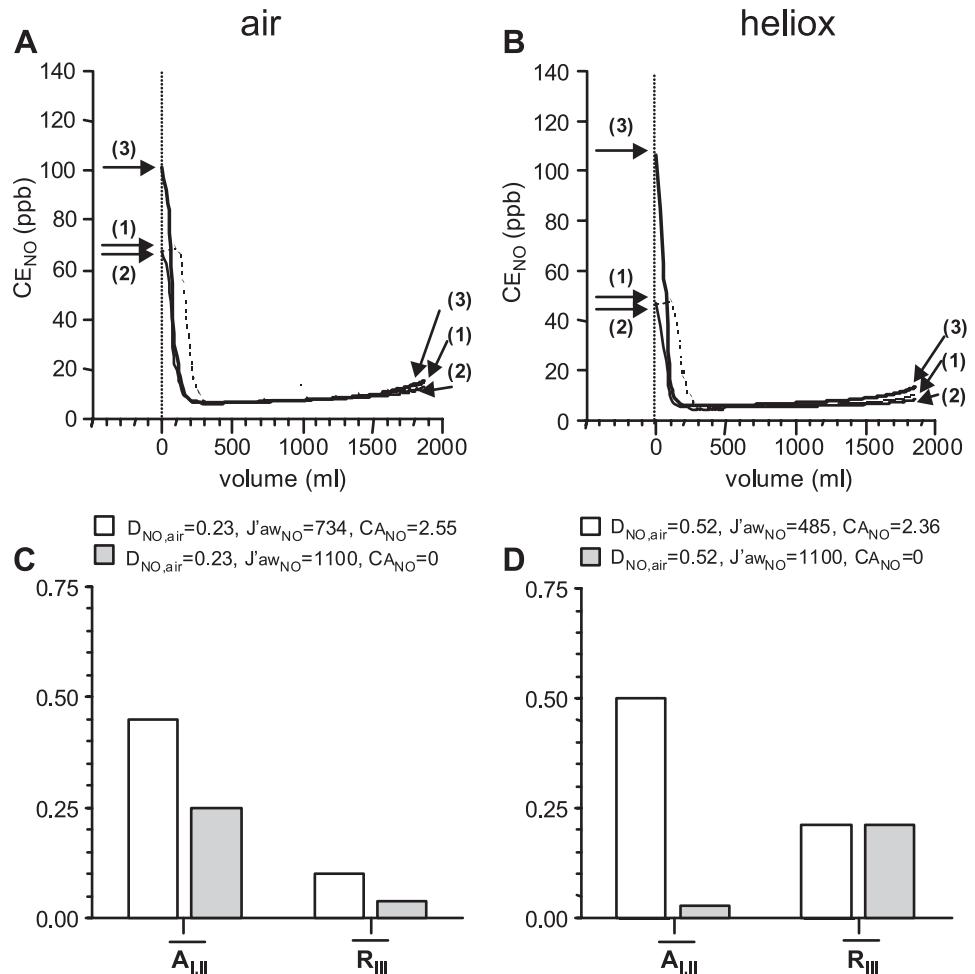 air
heliox
A
B
140
120
100
80
60
40
20
0
CE_NO (ppb)
(3)
(1)
(2)
(3)
(1)
(2)
0
500
1000
1500
2000
volume (ml)
140
120
100
80
60
40
20
0
CE_NO (ppb)
(3)
(1)
(2)
(3)
(1)
(2)
0
500
1000
1500
2000
volume (ml)
D_NO,air=0.23, J'aw_NO=734, CA_NO=2.55
D_NO,air=0.23, J'aw_NO=1100, CA_NO=0
D_NO,air=0.52, J'aw_NO=485, CA_NO=2.36
D_NO,air=0.52, J'aw_NO=1100, CA_NO=0
C
D
0.75
0.50
0.25
0.00
A_I,II
R_III
0.75
0.50
0.25
0.00
A_I,II
R_III